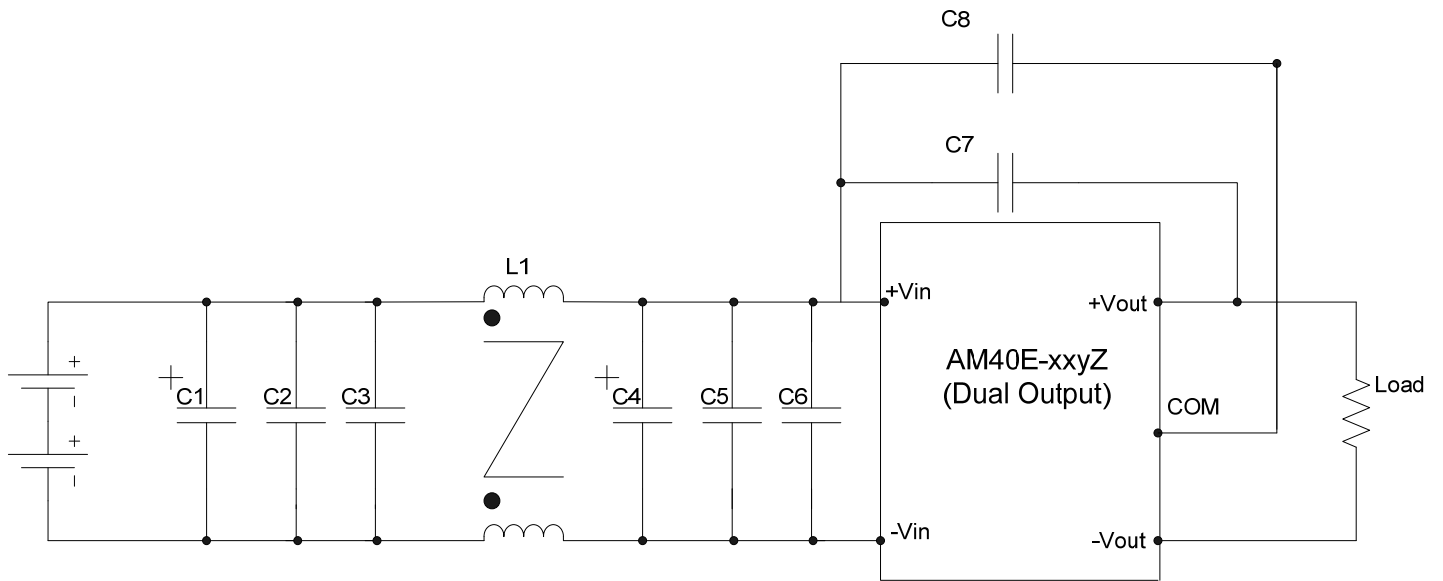 C8
C7
L1
+Vin
+Vout
AM40E-xxyZ
(Dual Output)
Load
COM
+
-
+
-
+
C1
C2
C3
+
C4
C5
C6
-Vin
-Vout